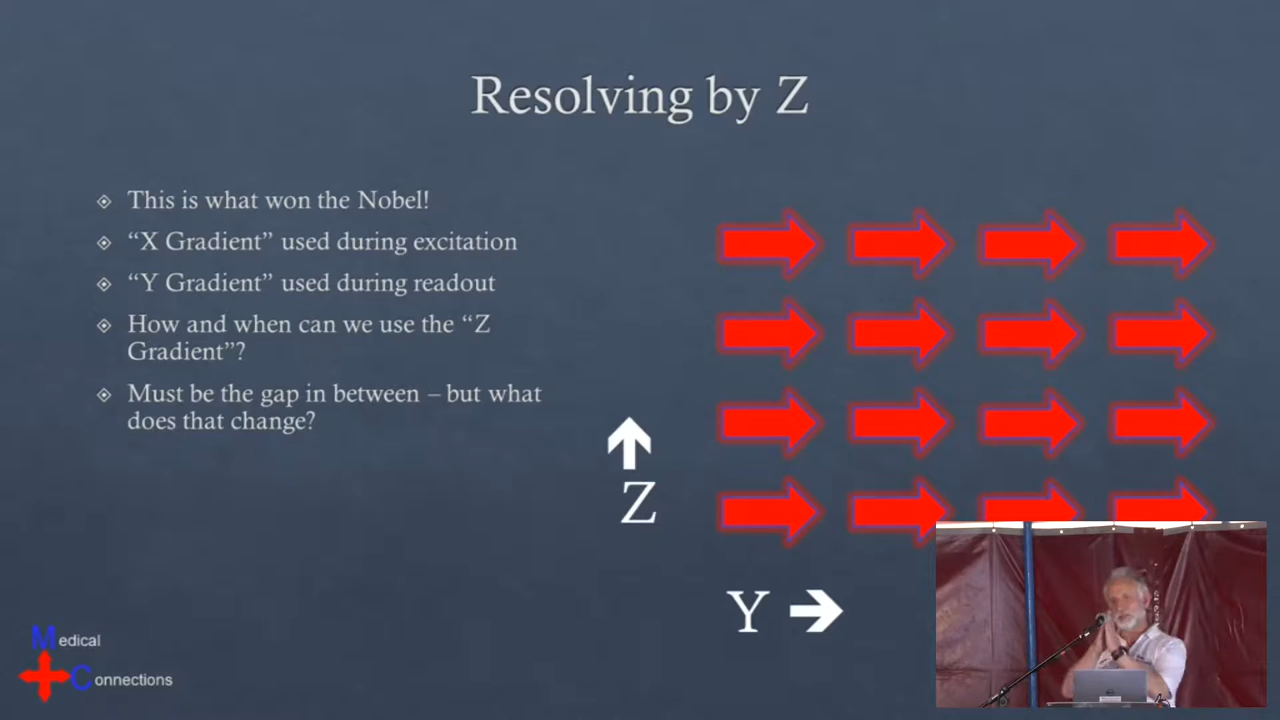 Resolving by Z
This is what won the Nobel!
“X Gradient” used during excitation
“Y Gradient” used during readout
How and when can we use the “Z
Gradient”?
Must be the gap in between – but what
does that change?
Z
Y
Medical
Connections